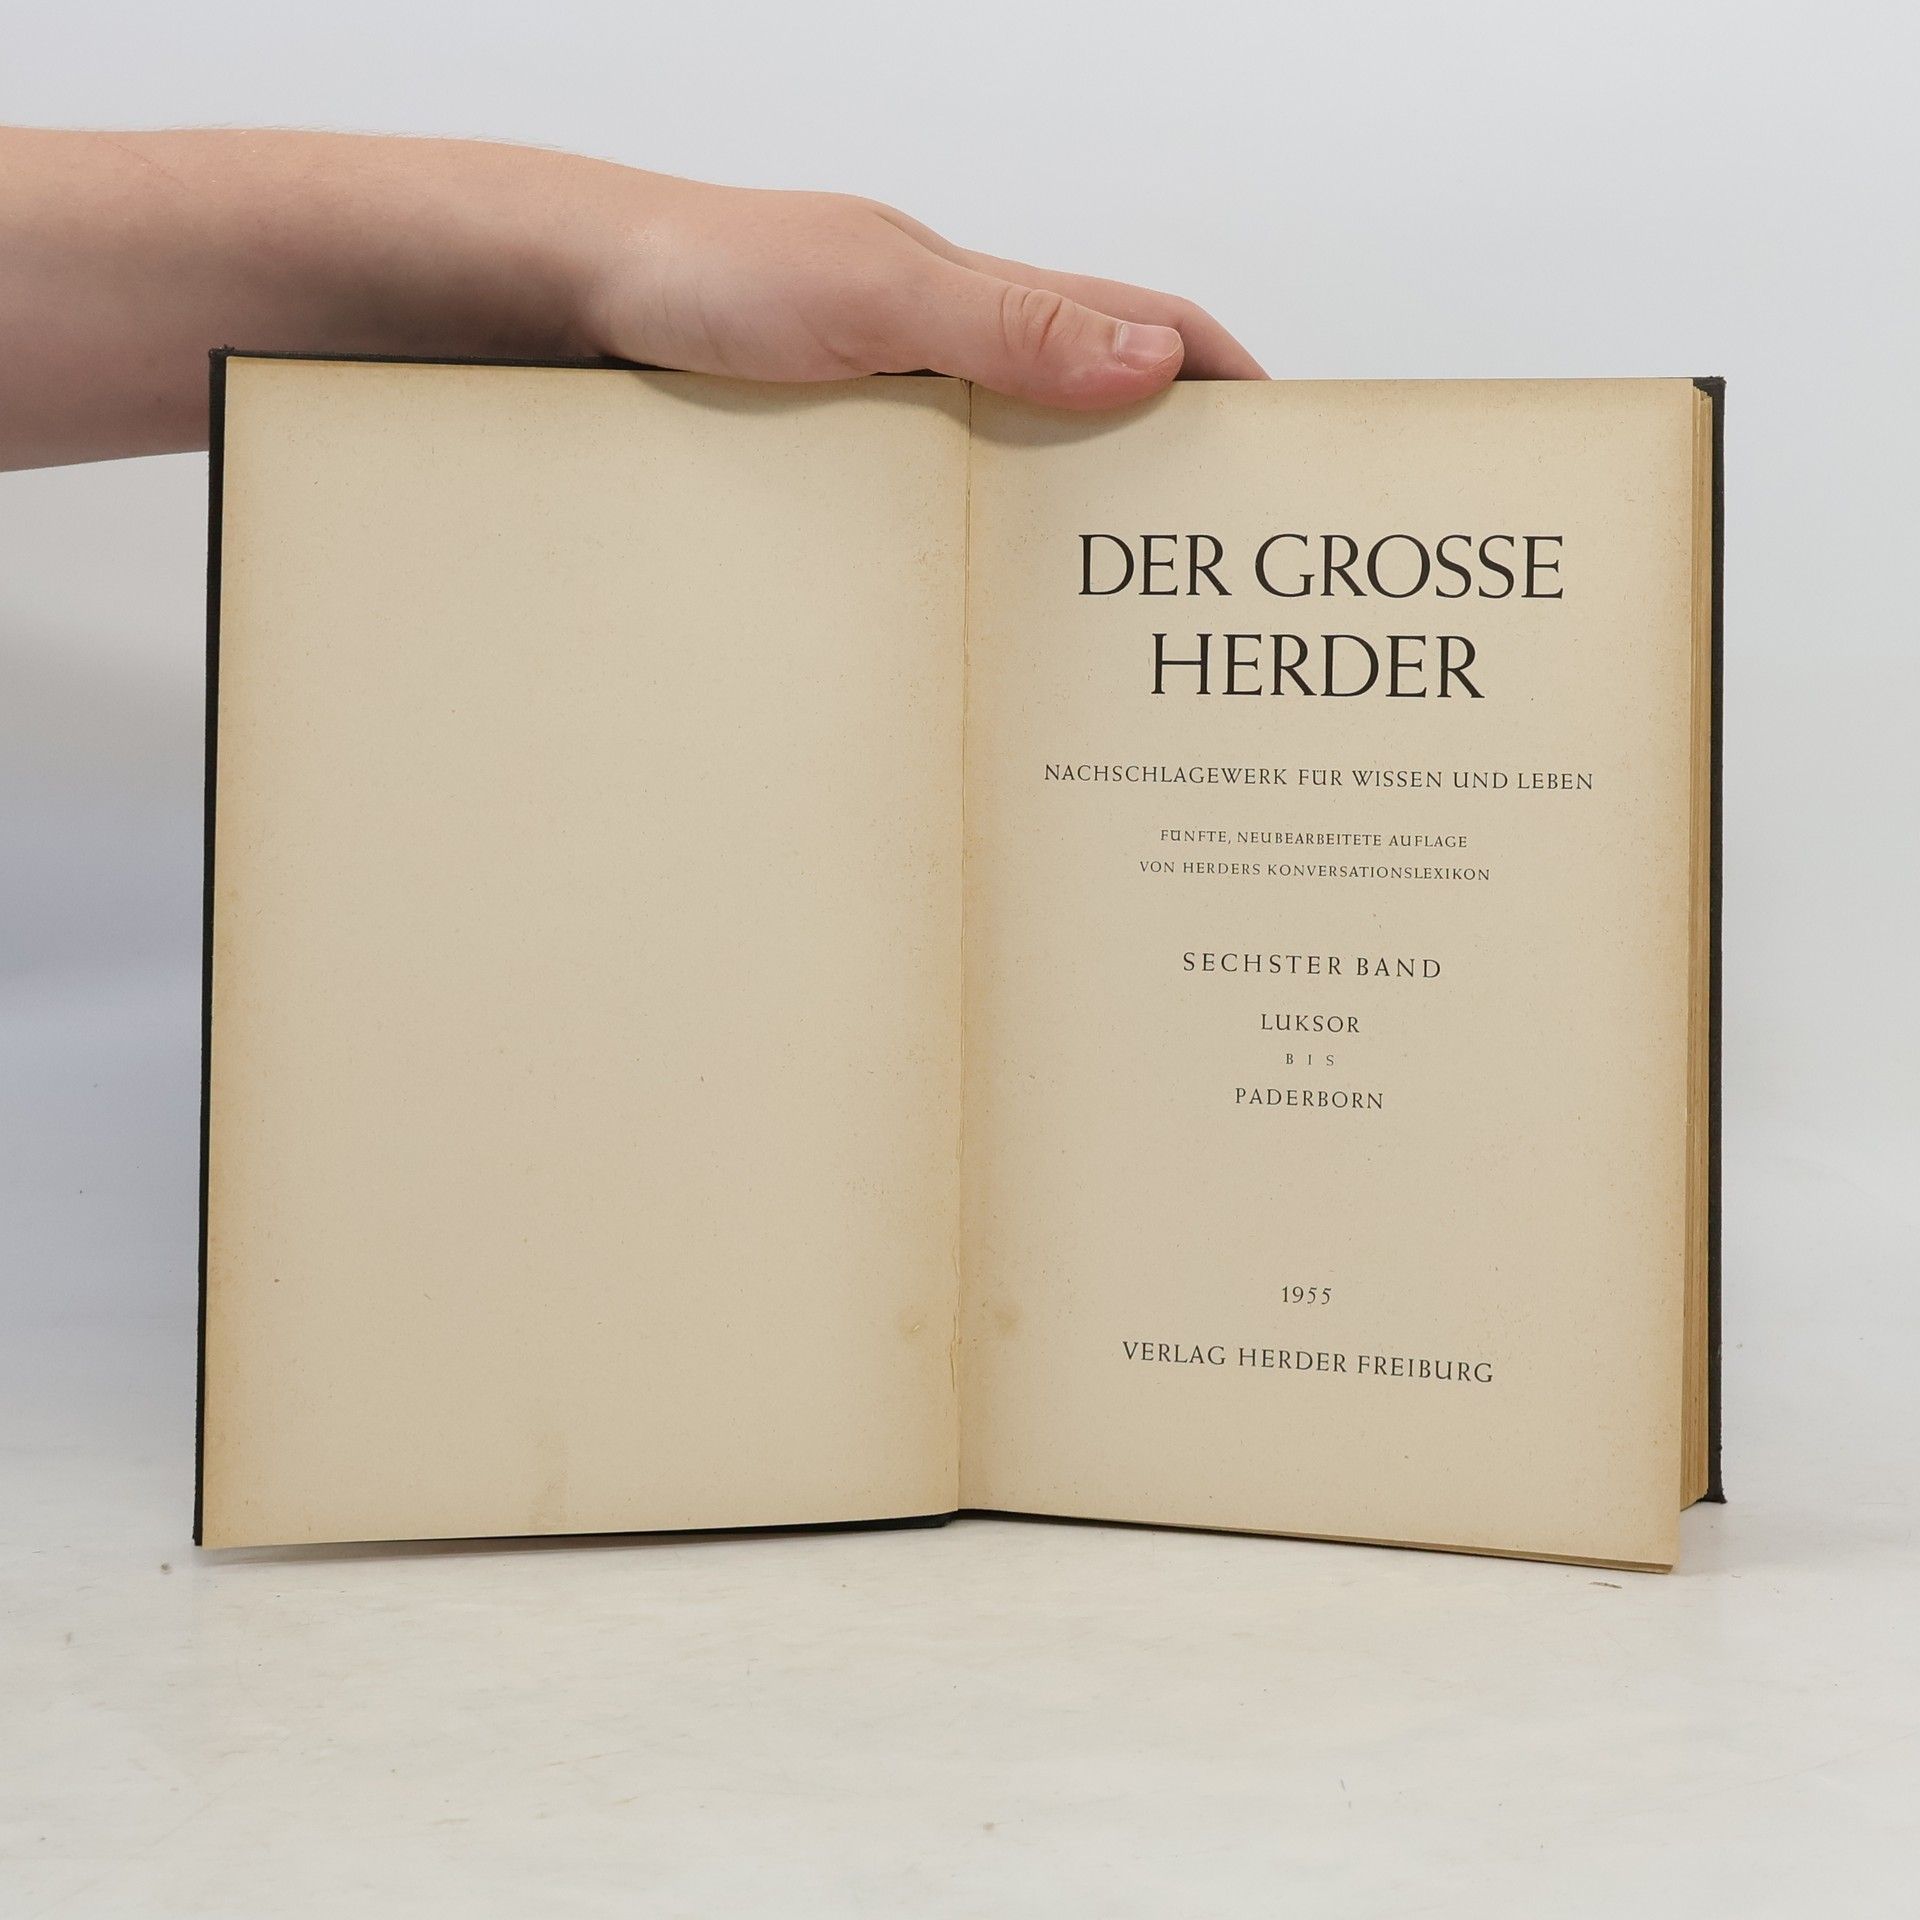 DER GROSSE
HERDER
NACHSCHLAGEWERK FÜR WISSEN UND LEBEN
FÜNFTE, NEUBEARBEITETE AUFLAGE
VON HERDERS KONVERSATIONSLEXIKON
SECHSTER BAND
LUKSOR
BIS
PADERBORN
1955
VERLAG HERDER FREIBURG